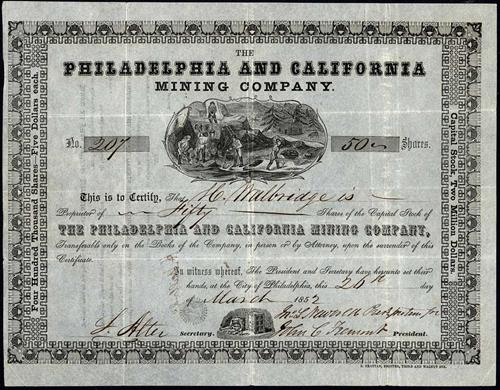 THE
PHILADELPHIA AND CALIFORNIA
MINING COMPANY.
No. 207 50 Shares.
Four Hundred Thousand Shares—Five Dollars each.
Capital Stock, Two Million Dollars.
This is to Certify, That H. Walbridge is
Proprietor of Fifty Shares of the Capital Stock of
THE PHILADELPHIA AND CALIFORNIA MINING COMPANY,
Transferable only on the Books of the Company, in person or by Attorney, upon the surrender of this
Certificate.
In witness whereof, The President and Secretary have hereunto set their
hands, at the City of Philadelphia, this 26th day
of March 1852
S. Alter Secretary. John C Fremont President.